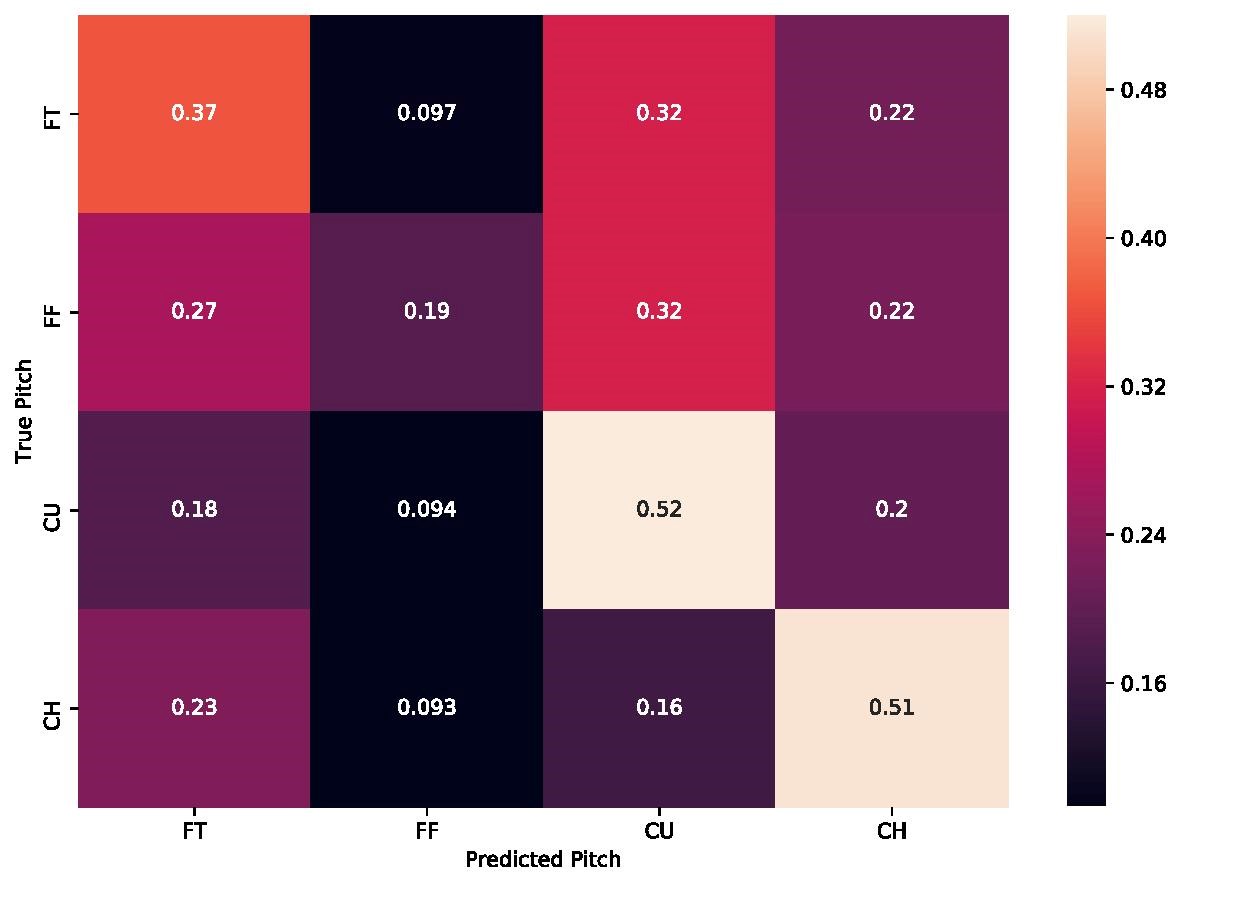 FT 0.37 0.097 0.32 0.22
FF 0.27 0.19 0.32 0.22
CU 0.18 0.094 0.52 0.2
CH 0.23 0.093 0.16 0.51
True Pitch
FT FF CU CH
Predicted Pitch
0.48
0.40
0.32
0.24
0.16